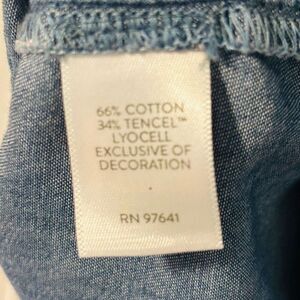 66% COTTON
34% TENCEL™
LYOCELL
EXCLUSIVE OF
DECORATION
RN 97641